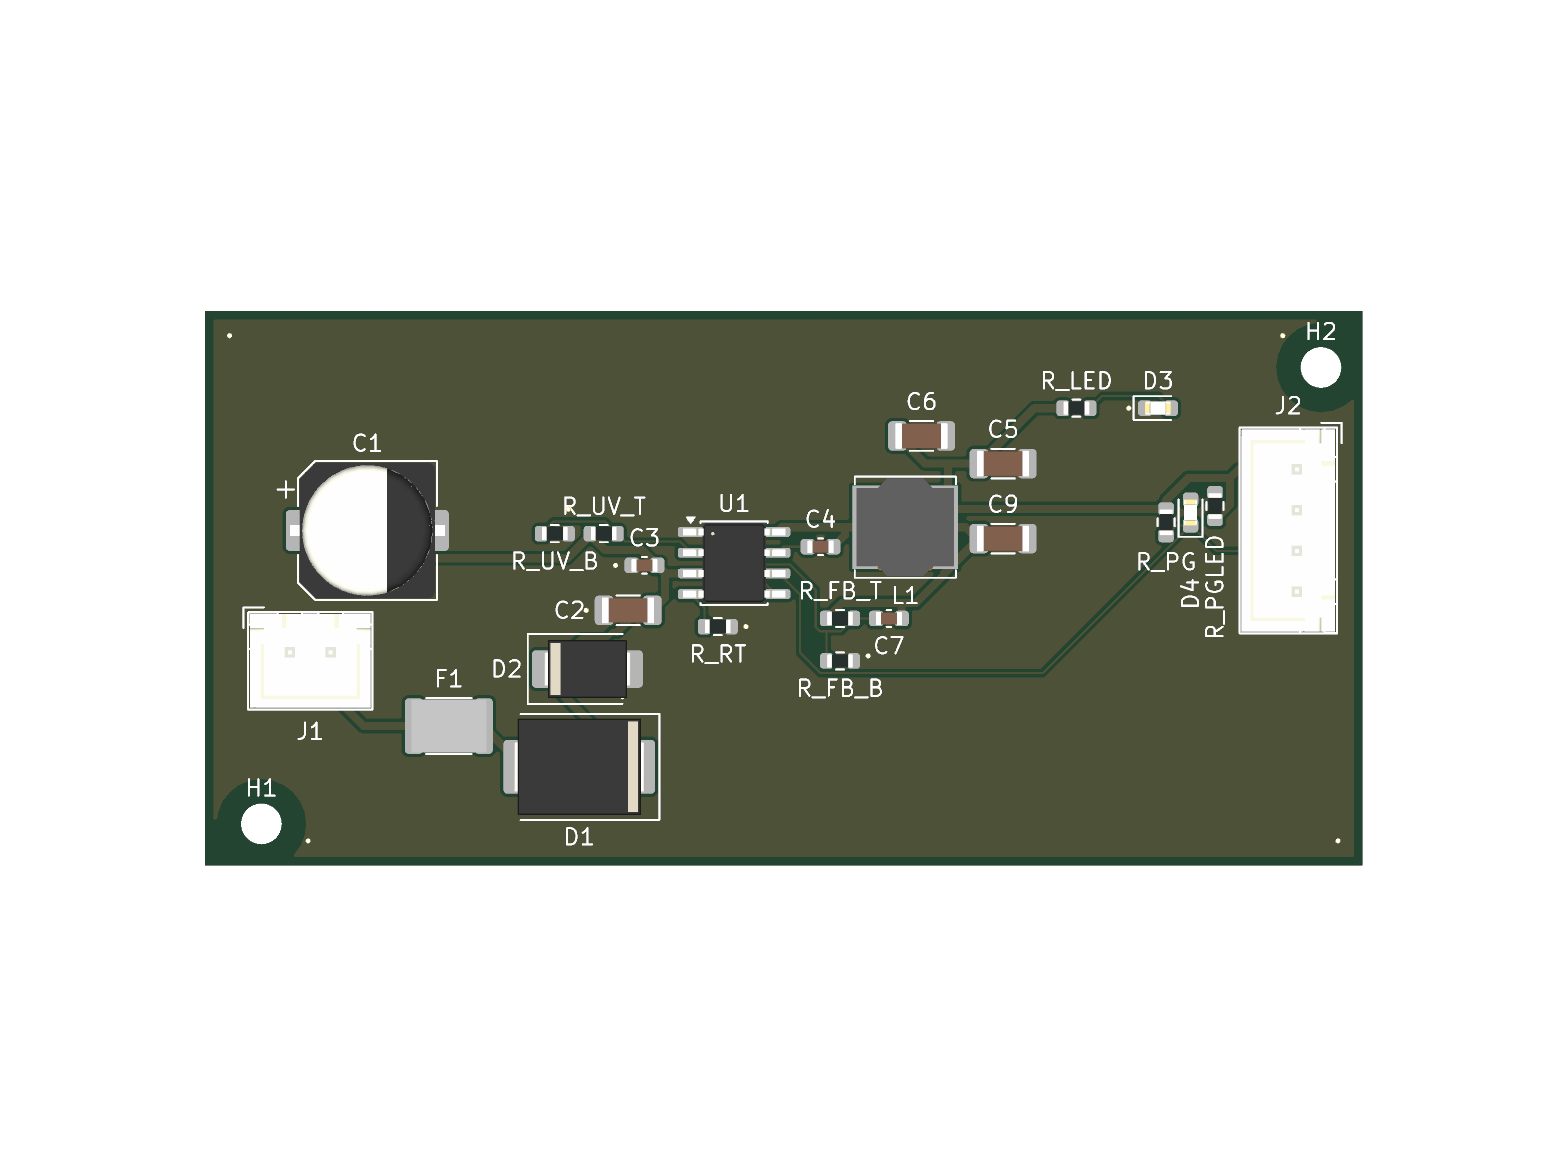 H2
R_LED
D3
C6
J2
C5
C1
+
R_UV_T
U1
C9
C4
C3
R_UV_B
R_PG
D4
R_PGLED
R_FB_T
L1
C2
C7
R_RT
D2
F1
R_FB_B
J1
H1
D1